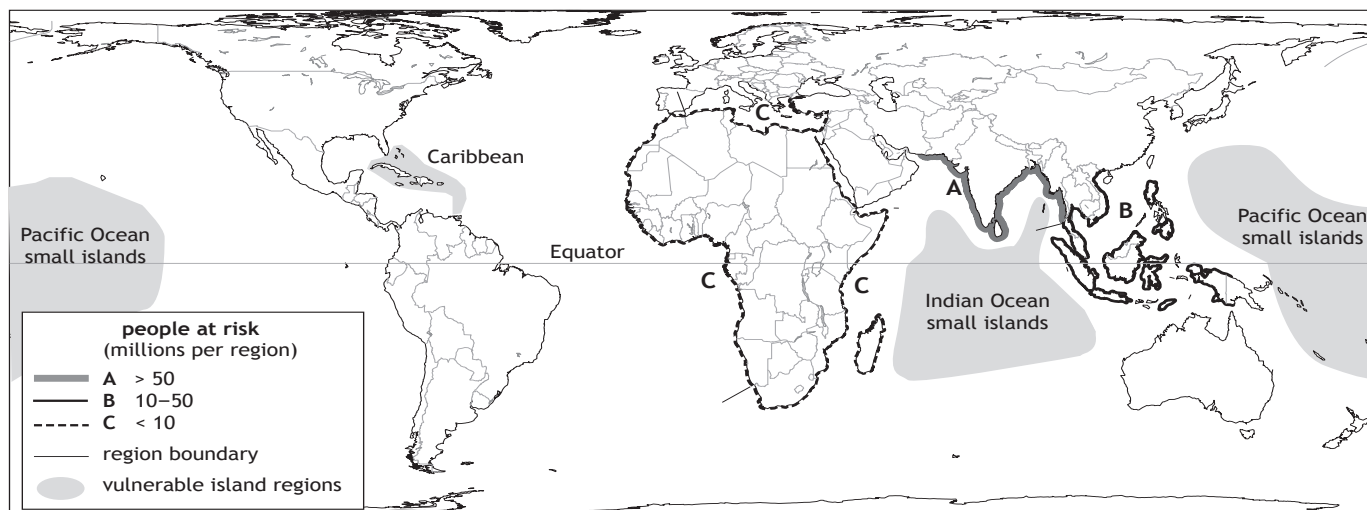 Caribbean
Pacific Ocean
small islands
Equator
C
A
B
Pacific Ocean
small islands
C
C
Indian Ocean
small islands
people at risk
(millions per region)
A > 50
B 10–50
C < 10
region boundary
vulnerable island regions